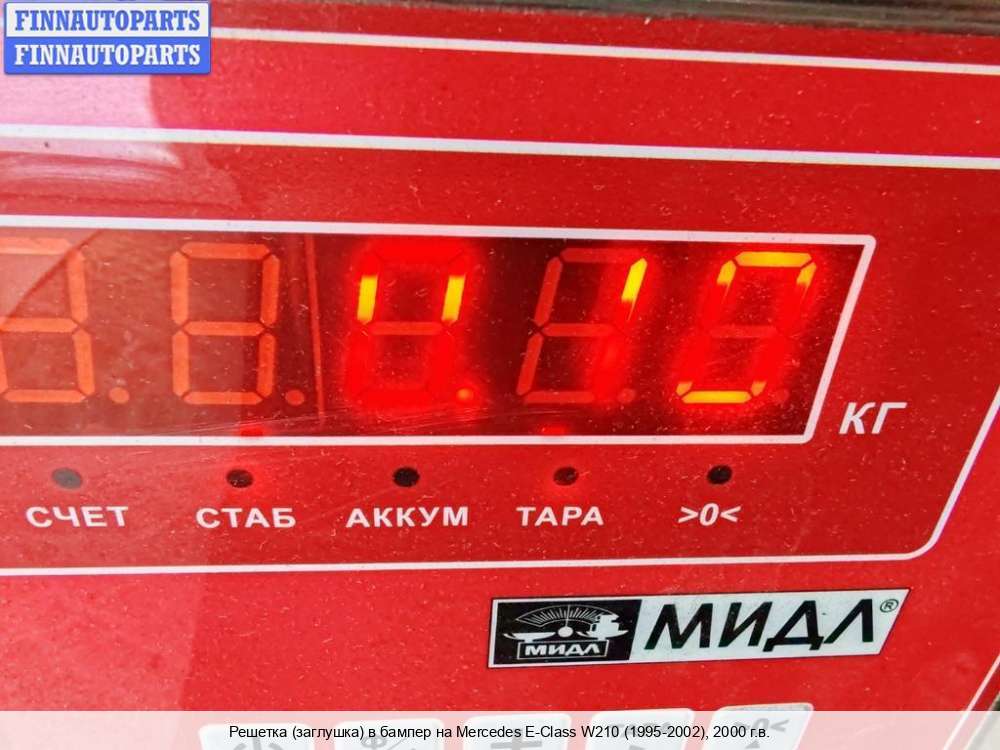 FINNAUTOPARTS
FINNAUTOPARTS
0.10
КГ
СЧЕТ СТАБ АККУМ ТАРА >0<
МИДЛ МИДЛ®
Решетка (заглушка) в бампер на Mercedes E-Class W210 (1995-2002), 2000 г.в.